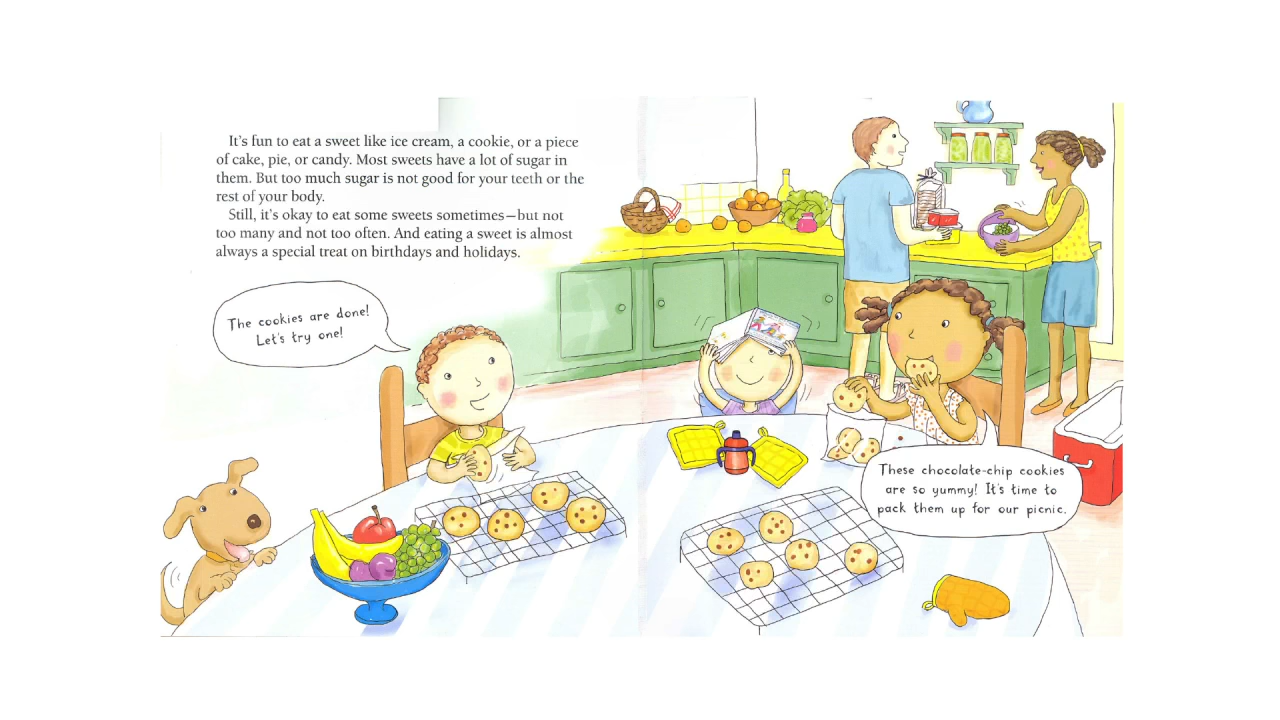 It's fun to eat a sweet like ice cream, a cookie, or a piece
of cake, pie, or candy. Most sweets have a lot of sugar in
them. But too much sugar is not good for your teeth or the
rest of your body.
Still, it's okay to eat some sweets sometimes—but not
too many and not too often. And eating a sweet is almost
always a special treat on birthdays and holidays.
The cookies are done!
Let's try one!
These chocolate-chip cookies
are so yummy! It's time to
pack them up for our picnic.